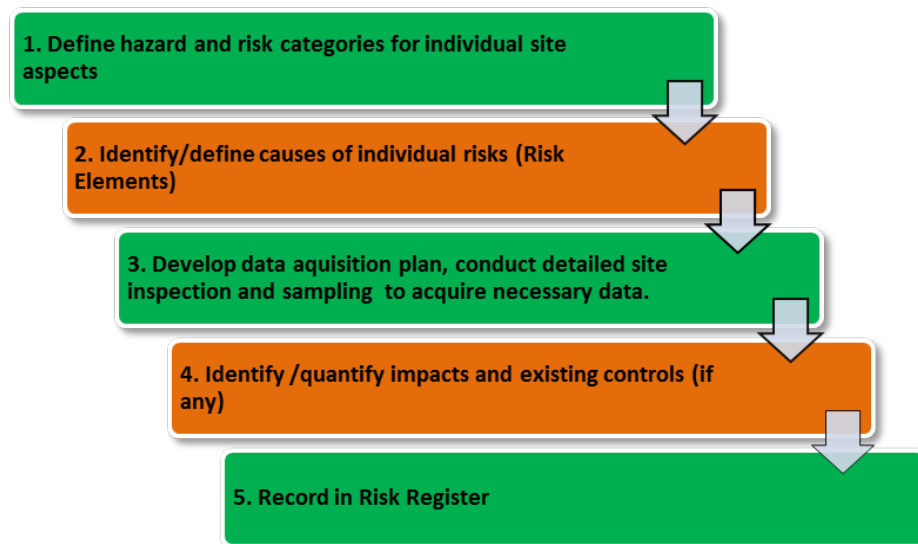 1. Define hazard and risk categories for individual site
aspects
2. Identify/define causes of individual risks (Risk
Elements)
3. Develop data aquisition plan, conduct detailed site
inspection and sampling  to acquire necessary data.
4. Identify /quantify impacts and existing controls (if
any)
5. Record in Risk Register